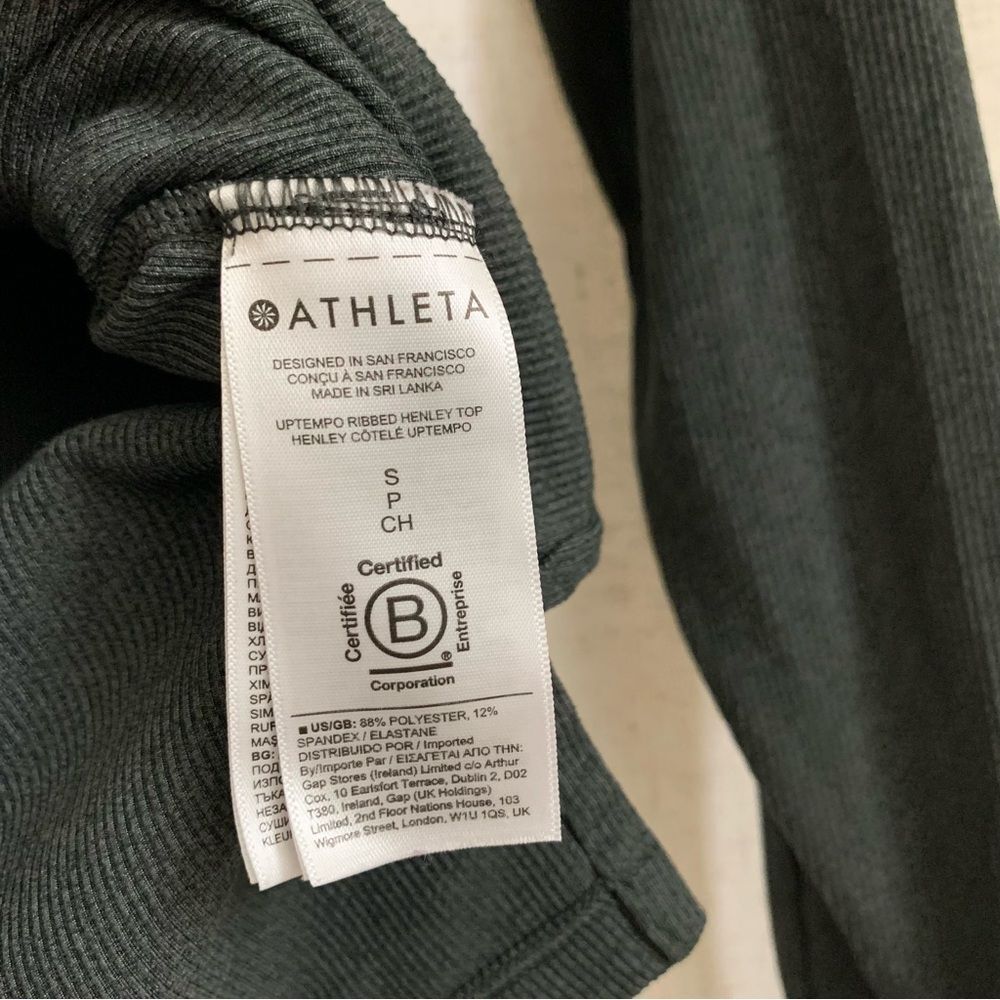 ATHLETA
DESIGNED IN SAN FRANCISCO
CONÇU À SAN FRANCISCO
MADE IN SRI LANKA
UPTEMPO RIBBED HENLEY TOP
HENLEY CÔTELÉ UPTEMPO
S
P
CH
Certified
Certifiée
B
Entreprise
®
Corporation
■ US/GB: 88% POLYESTER, 12%
SPANDEX / ELASTANE
DISTRIBUIDO POR / Imported
By/Importe Par / ΕΙΣΑΓΕΤΑΙ ΑΠΟ ΤΗΝ:
Gap Stores (Ireland) Limited c/o Arthur
Cox, 10 Earlsfort Terrace, Dublin 2, D02
T380, Ireland, Gap (UK Holdings)
Limited, 2nd Floor Nations House, 103
Wigmore Street, London, W1U 1QS, UK
BG: